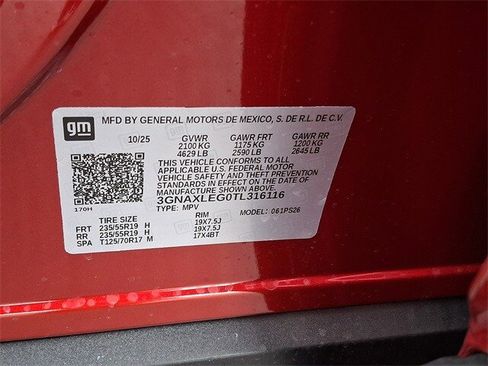 gm
MFD BY GENERAL MOTORS DE MEXICO, S. DE R.L. DE C.V.
10/25 GVWR GAWR FRT GAWR RR
2100 KG 1175 KG 1200 KG
4629 LB 2590 LB 2645 LB
THIS VEHICLE CONFORMS TO ALL
APPLICABLE U.S. FEDERAL MOTOR
VEHICLE SAFETY AND THEFT PREVENTION
STANDARDS IN EFFECT ON THE DATE OF
MANUFACTURE SHOWN ABOVE.
3GNAXLEG0TL316116
170H TYPE: MPV MODEL: 061PS26
TIRE SIZE RIM
FRT 235/55R19 H 19X7.5J
RR 235/55R19 H 19X7.5J
SPA T125/70R17 M 17X4BT